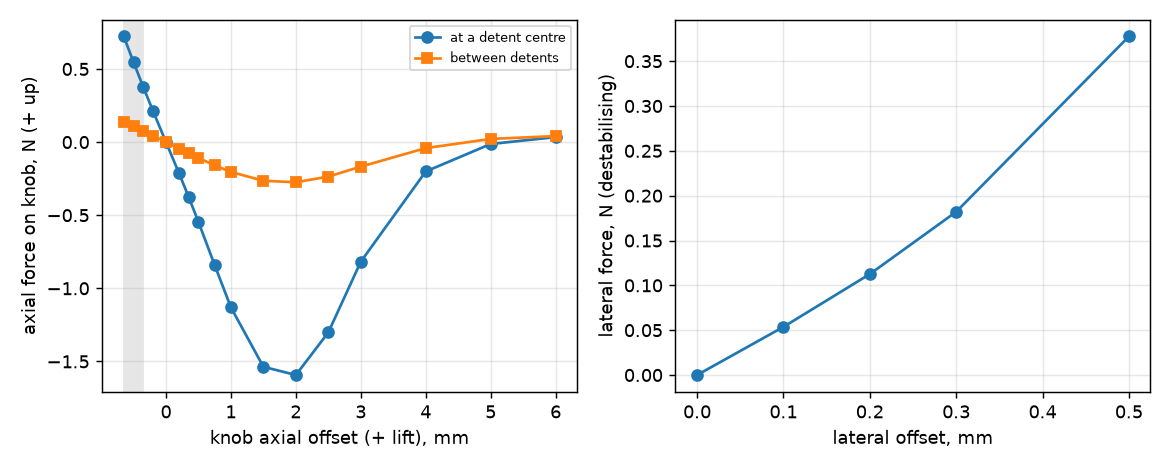 axial force on knob, N (+ up)
0.5
0.0
−0.5
−1.0
−1.5
at a detent centre
between detents
0 1 2 3 4 5 6
knob axial offset (+ lift), mm
lateral force, N (destabilising)
0.35
0.30
0.25
0.20
0.15
0.10
0.05
0.00
0.0 0.1 0.2 0.3 0.4 0.5
lateral offset, mm